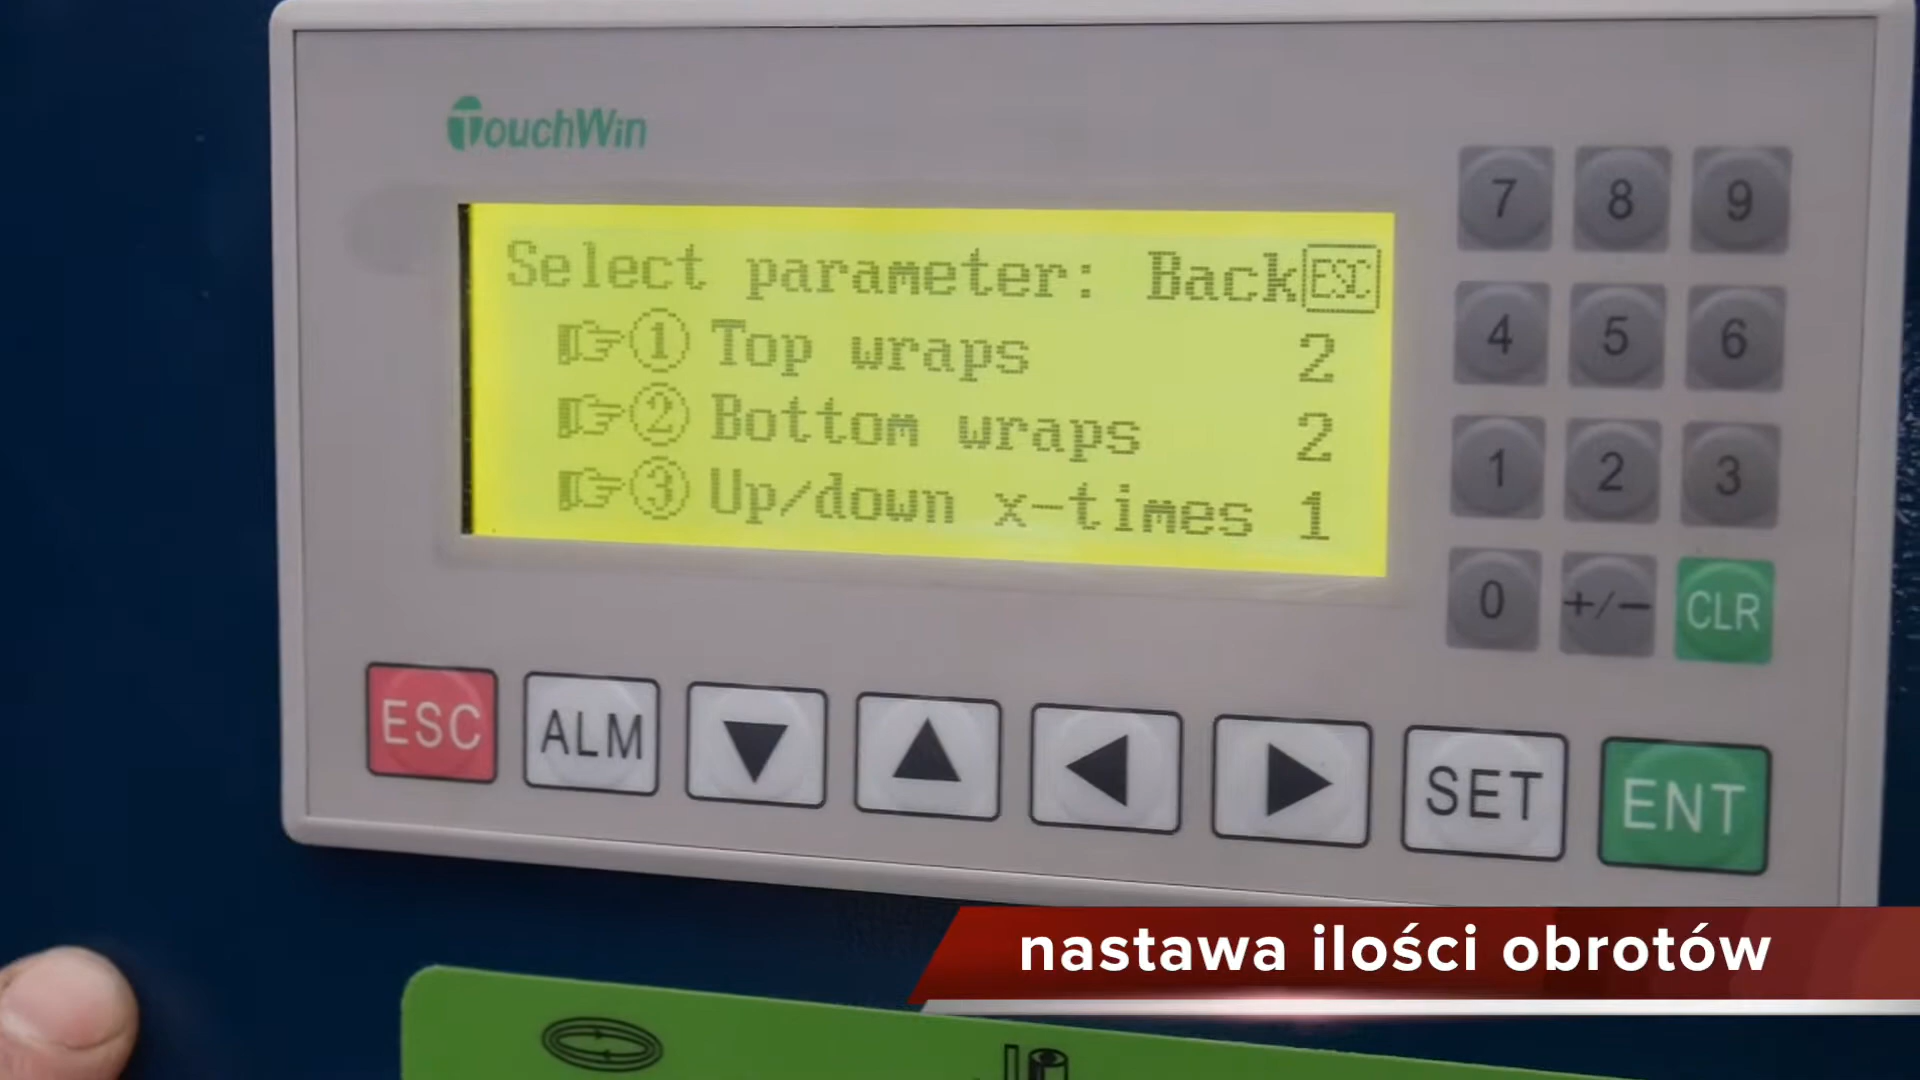 TouchWin
Select parameter: Back ESC
1 Top wraps 2
2 Bottom wraps 2
3 Up/down x-times 1
7 8 9
4 5 6
1 2 3
0 +/- CLR
ESC ALM SET ENT
nastawa ilości obrotów